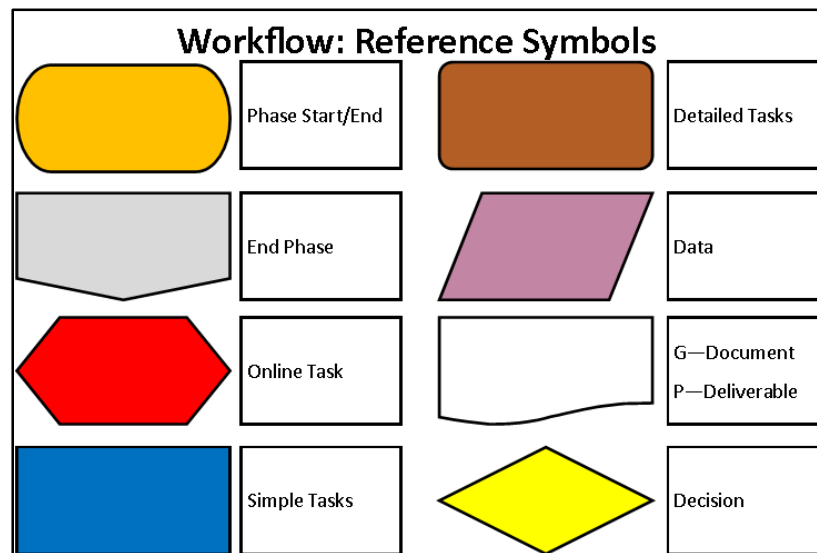 Workflow: Reference Symbols
Phase Start/End
Detailed Tasks
End Phase
Data
Online Task
G—Document
P—Deliverable
Simple Tasks
Decision